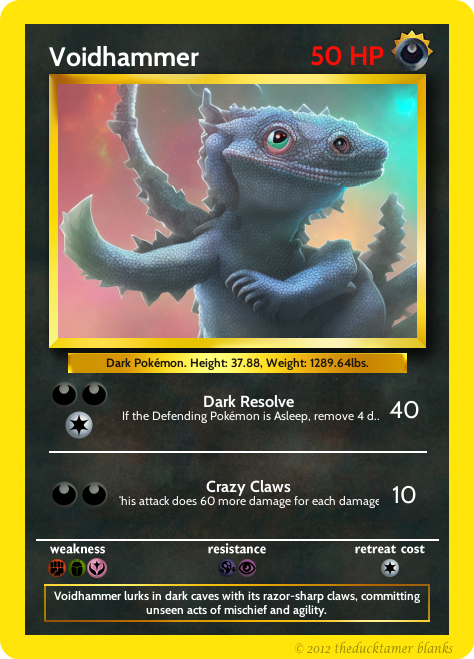 Voidhammer
50 HP
Dark Pokémon. Height: 37.88, Weight: 1289.64lbs.
Dark Resolve
If the Defending Pokémon is Asleep, remove 4 d..
40
Crazy Claws
his attack does 60 more damage for each damage
10
weakness
resistance
retreat cost
Voidhammer lurks in dark caves with its razor-sharp claws, committing
unseen acts of mischief and agility.
© 2012 theducktamer blanks